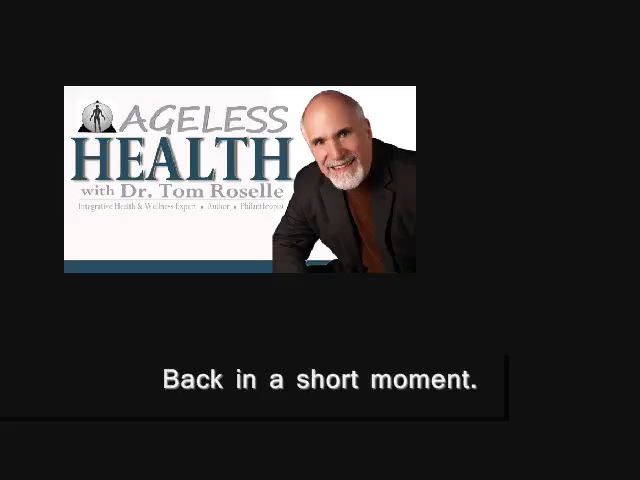 AGELESS
HEALTH
with Dr. Tom Roselle
Integrative Health & Wellness Expert • Author • Philanthropist
Back in a short moment.